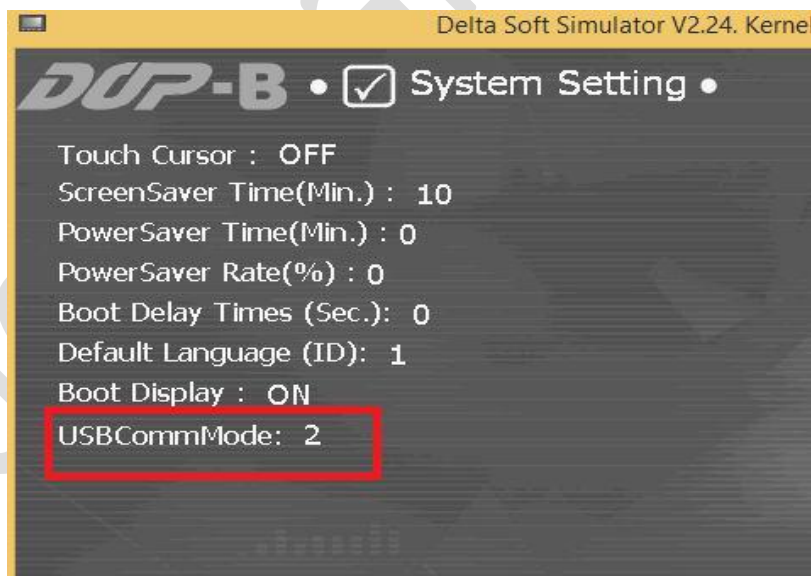 Delta Soft Simulator V2.24. Kernel
DOP-B • System Setting •
Touch Cursor : OFF
ScreenSaver Time(Min.) : 10
PowerSaver Time(Min.) : 0
PowerSaver Rate(%) : 0
Boot Delay Times (Sec.): 0
Default Language (ID): 1
Boot Display : ON
USBCommMode: 2